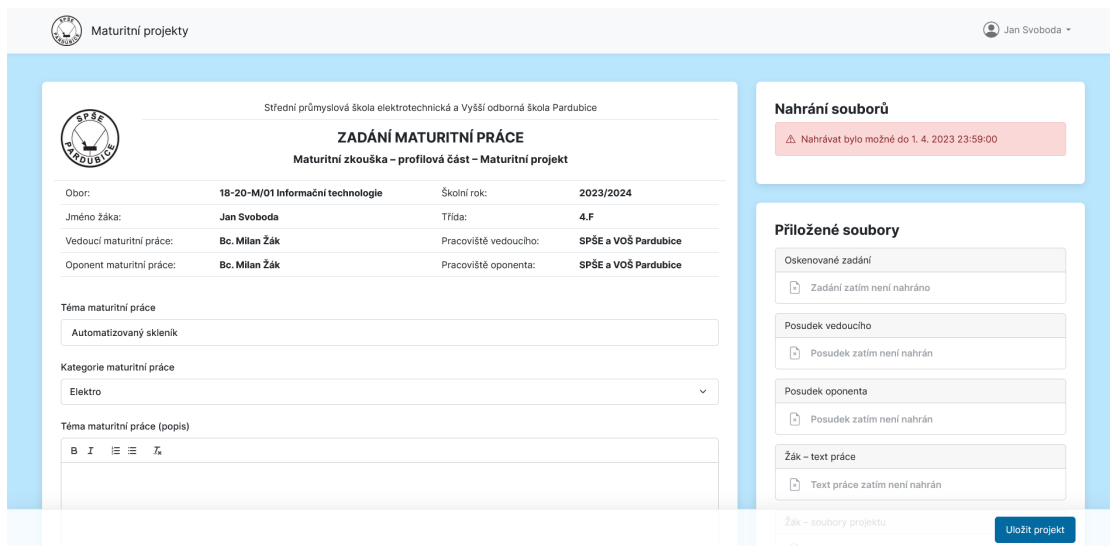 SPŠE
PARDUBICE
Maturitní projekty
Jan Svoboda
SPŠE
PARDUBICE
Střední průmyslová škola elektrotechnická a Vyšší odborná škola Pardubice
ZADÁNÍ MATURITNÍ PRÁCE
Maturitní zkouška – profilová část – Maturitní projekt
Obor: 18-20-M/01 Informační technologie Školní rok: 2023/2024
Jméno žáka: Jan Svoboda Třída: 4.F
Vedoucí maturitní práce: Bc. Milan Žák Pracoviště vedoucího: SPŠE a VOŠ Pardubice
Oponent maturitní práce: Bc. Milan Žák Pracoviště oponenta: SPŠE a VOŠ Pardubice
Téma maturitní práce
Automatizovaný skleník
Kategorie maturitní práce
Elektro
Téma maturitní práce (popis)
B I
Nahrání souborů
Nahrávat bylo možné do 1. 4. 2023 23:59:00
Přiložené soubory
Oskenované zadání
Zadání zatím není nahráno
Posudek vedoucího
Posudek zatím není nahrán
Posudek oponenta
Posudek zatím není nahrán
Žák – text práce
Text práce zatím není nahrán
Žák – soubory projektu
Uložit projekt